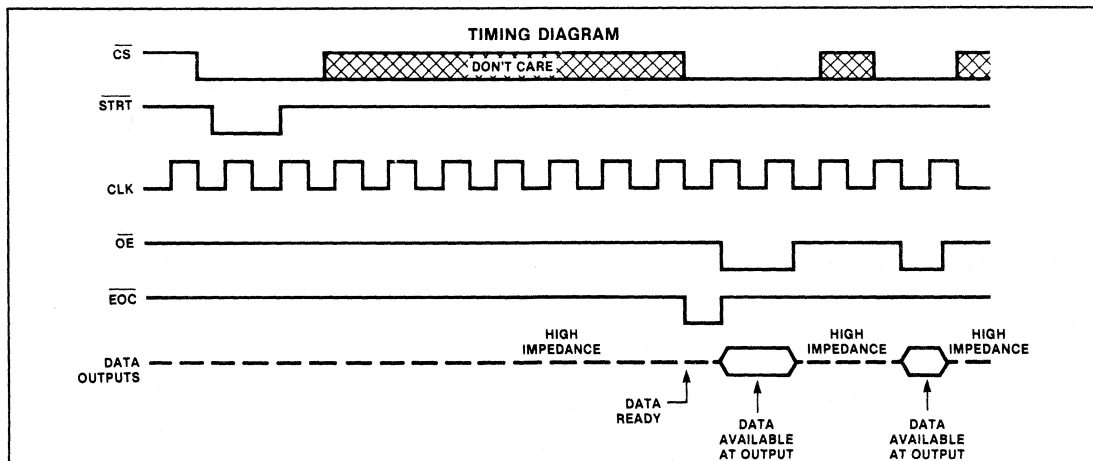 TIMING DIAGRAM
CS
DON'T CARE
STRT
CLK
OE
EOC
HIGH
IMPEDANCE
HIGH
IMPEDANCE
HIGH
IMPEDANCE
DATA
OUTPUTS
DATA
READY
DATA
AVAILABLE
AT OUTPUT
DATA
AVAILABLE
AT OUTPUT